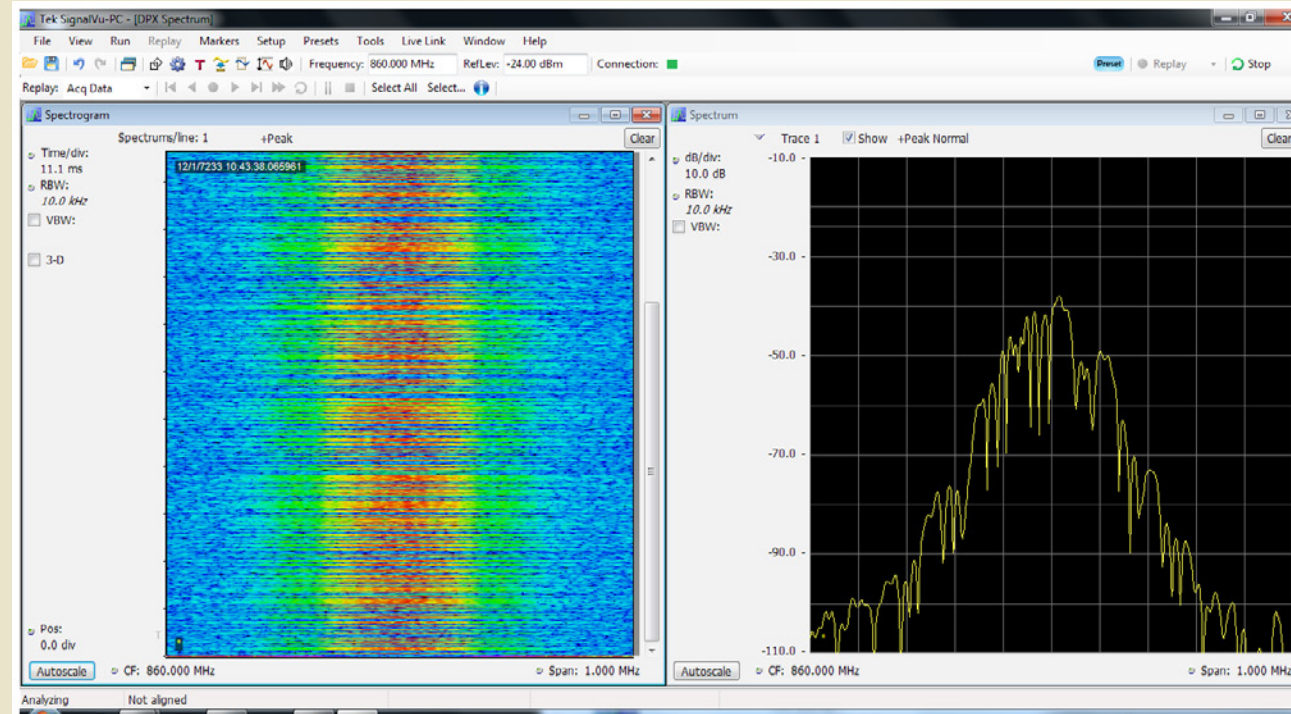 Tek SignalVu-PC - [DPX Spectrum]
File View Run Replay Markers Setup Presets Tools Live Link Window Help
T Frequency: 860.000 MHz RefLev: -24.00 dBm Connection: Preset Replay Stop
Replay: Acq Data Select All Select...
Spectrogram
Spectrums/line: 1 +Peak Clear
Time/div:
11.1 ms
RBW:
10.0 kHz
VBW:
3-D
12/1/7233 10.43.38.065961
T
Pos:
0.0 div
Autoscale CF: 860.000 MHz Span: 1.000 MHz
Spectrum
Trace 1 Show +Peak Normal Clear
dB/div:
10.0 dB
RBW:
10.0 kHz
VBW:
-10.0
-30.0
-50.0
-70.0
-90.0
-110.0
Autoscale CF: 860.000 MHz Span: 1.000 MHz
Analyzing Not aligned